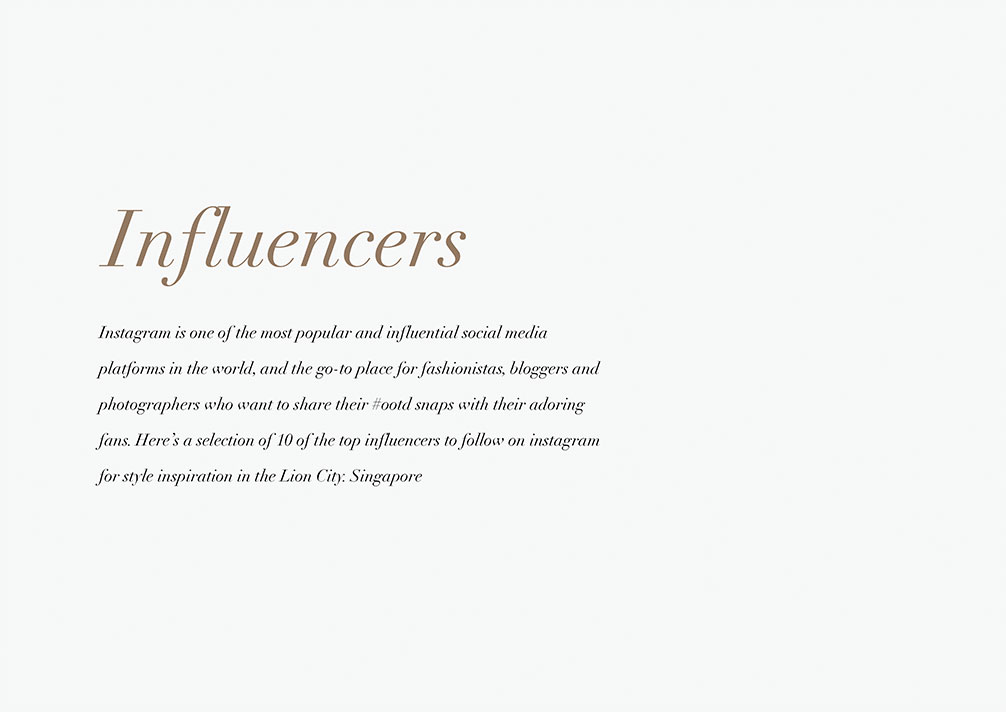 Influencers
Instagram is one of the most popular and influential social media
platforms in the world, and the go-to place for fashionistas, bloggers and
photographers who want to share their #ootd snaps with their adoring
fans. Here’s a selection of 10 of the top influencers to follow on instagram
for style inspiration in the Lion City. Singapore